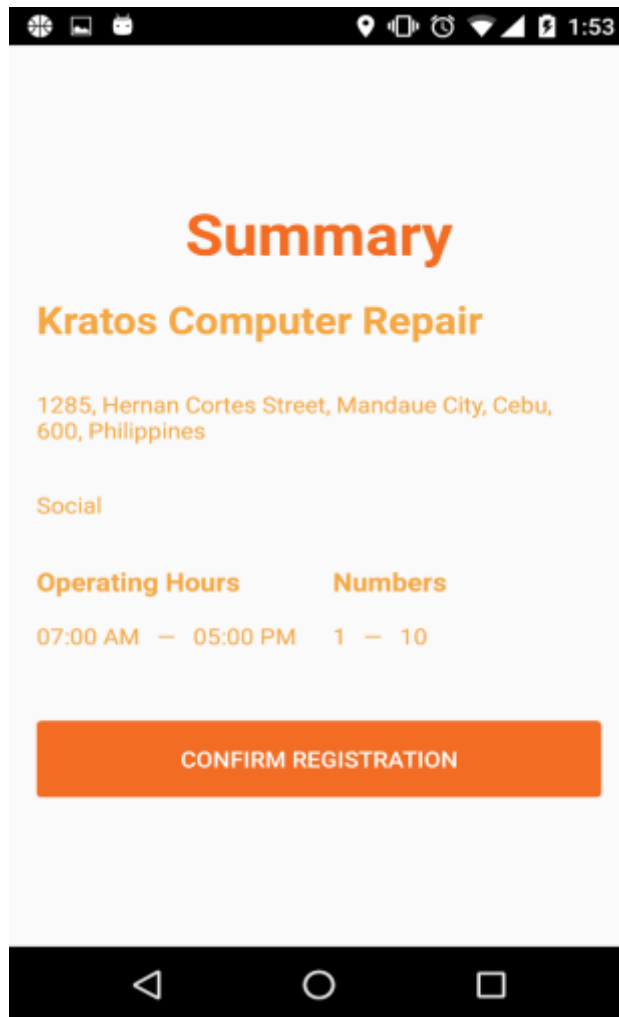 1:53
Summary
Kratos Computer Repair
1285, Hernan Cortes Street, Mandaue City, Cebu,
600, Philippines
Social
Operating Hours Numbers
07:00 AM — 05:00 PM 1 — 10
CONFIRM REGISTRATION